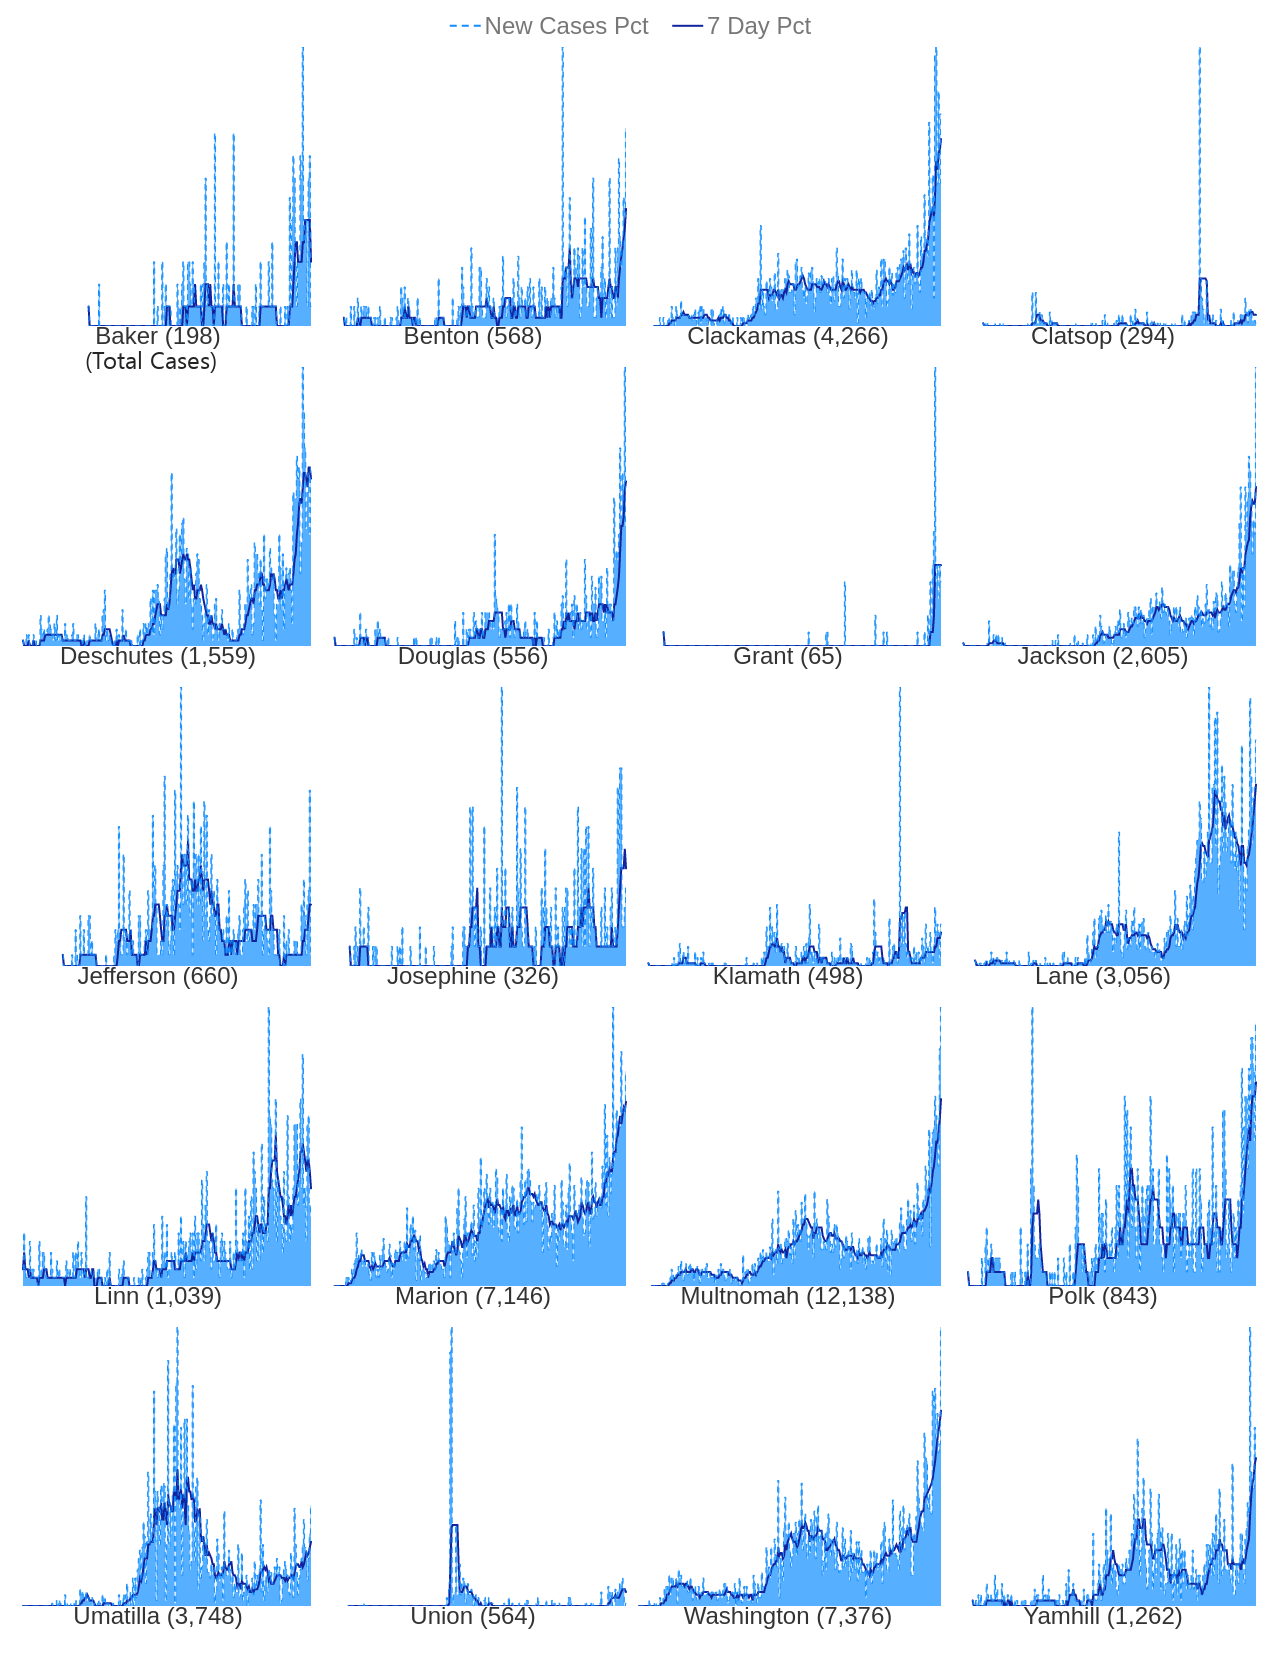 New Cases Pct 7 Day Pct
Baker (198) Benton (568) Clackamas (4,266) Clatsop (294)
(Total Cases)
Deschutes (1,559) Douglas (556) Grant (65) Jackson (2,605)
Jefferson (660) Josephine (326) Klamath (498) Lane (3,056)
Linn (1,039) Marion (7,146) Multnomah (12,138) Polk (843)
Umatilla (3,748) Union (564) Washington (7,376) Yamhill (1,262)